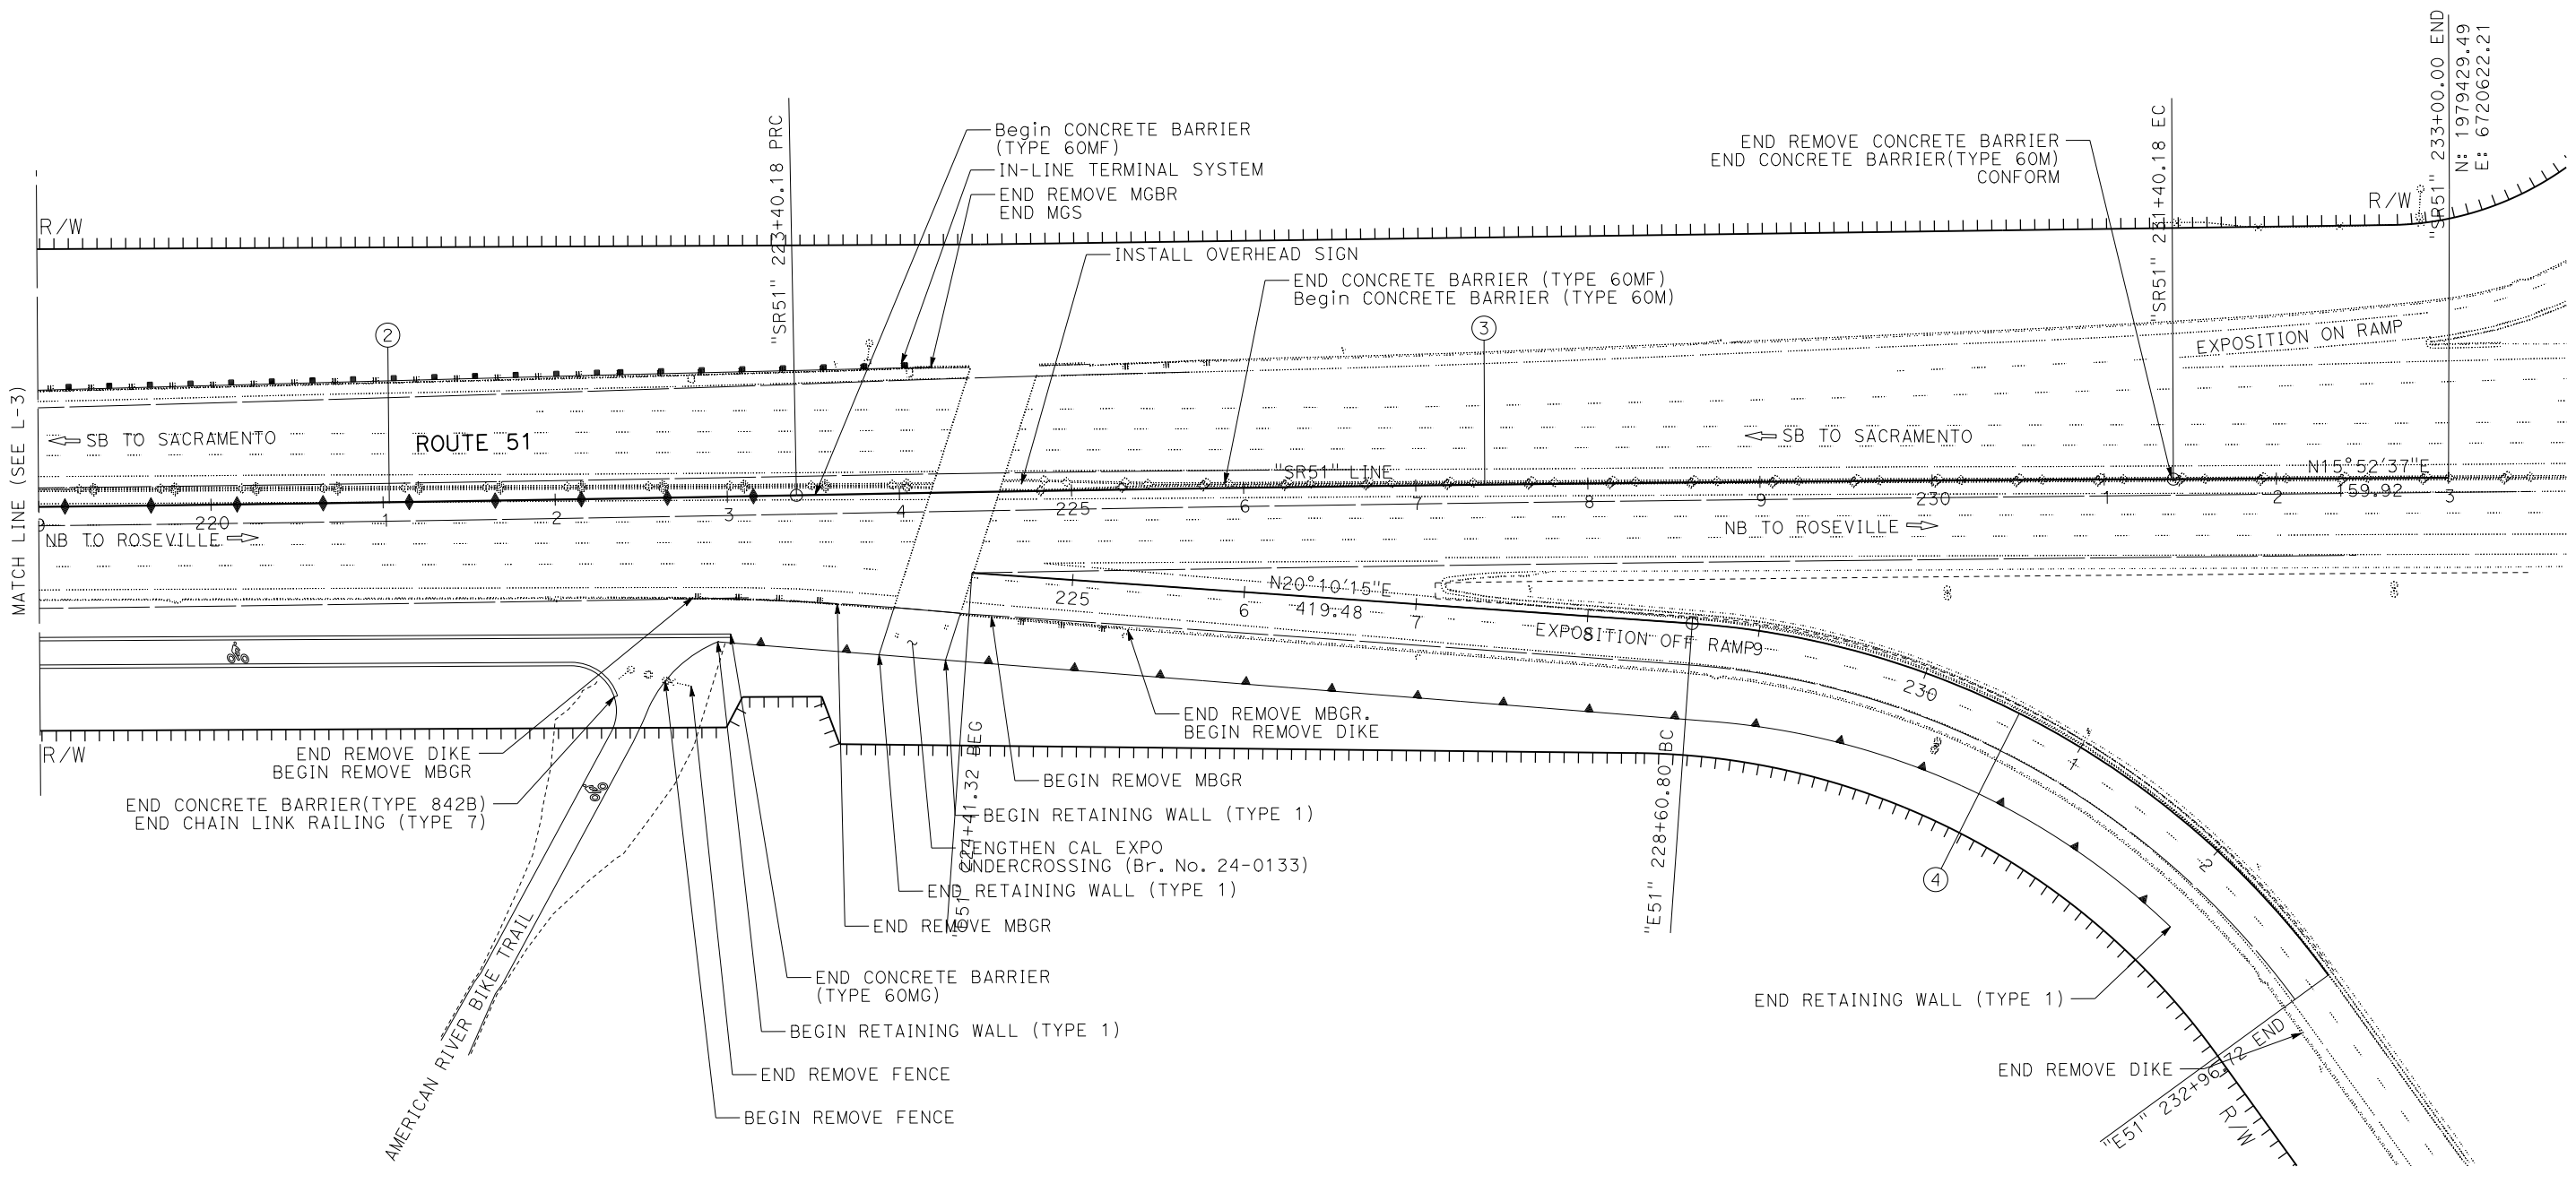 "SR51" 233+00.00 END
N: 1979429.49
E: 6720622.21
"SR51" 223+40.18 PRC
Begin CONCRETE BARRIER
(TYPE 60MF)
IN-LINE TERMINAL SYSTEM
END REMOVE MGBR
END MGS
END REMOVE CONCRETE BARRIER
END CONCRETE BARRIER(TYPE 60M)
CONFORM
"SR51" 231+40.18 EC
R/W
R/W
INSTALL OVERHEAD SIGN
END CONCRETE BARRIER (TYPE 60MF)
Begin CONCRETE BARRIER (TYPE 60M)
2
3
EXPOSITION ON RAMP
MATCH LINE (SEE L-3)
SB TO SACRAMENTO
ROUTE 51
SB TO SACRAMENTO
"SR51" LINE
N15°52'37"E
159.92
220
1
2
3
4
225
6
7
8
9
230
1
2
3
NB TO ROSEVILLE
NB TO ROSEVILLE
N20°10'15"E
419.48
225
6
7
8
9
230
1
2
EXPOSITION OFF RAMP
END REMOVE MBGR.
BEGIN REMOVE DIKE
R/W
END REMOVE DIKE
BEGIN REMOVE MBGR
BEGIN REMOVE MBGR
END CONCRETE BARRIER(TYPE 842B)
END CHAIN LINK RAILING (TYPE 7)
BEGIN RETAINING WALL (TYPE 1)
"E51" 224+41.32 BEG
"E51" 228+60.80 BC
LENGTHEN CAL EXPO
UNDERCROSSING (Br. No. 24-0133)
END RETAINING WALL (TYPE 1)
4
END REMOVE MBGR
AMERICAN RIVER BIKE TRAIL
END CONCRETE BARRIER
(TYPE 60MG)
END RETAINING WALL (TYPE 1)
BEGIN RETAINING WALL (TYPE 1)
END REMOVE FENCE
END REMOVE DIKE
"E51" 232+96.72 END
R/W
BEGIN REMOVE FENCE